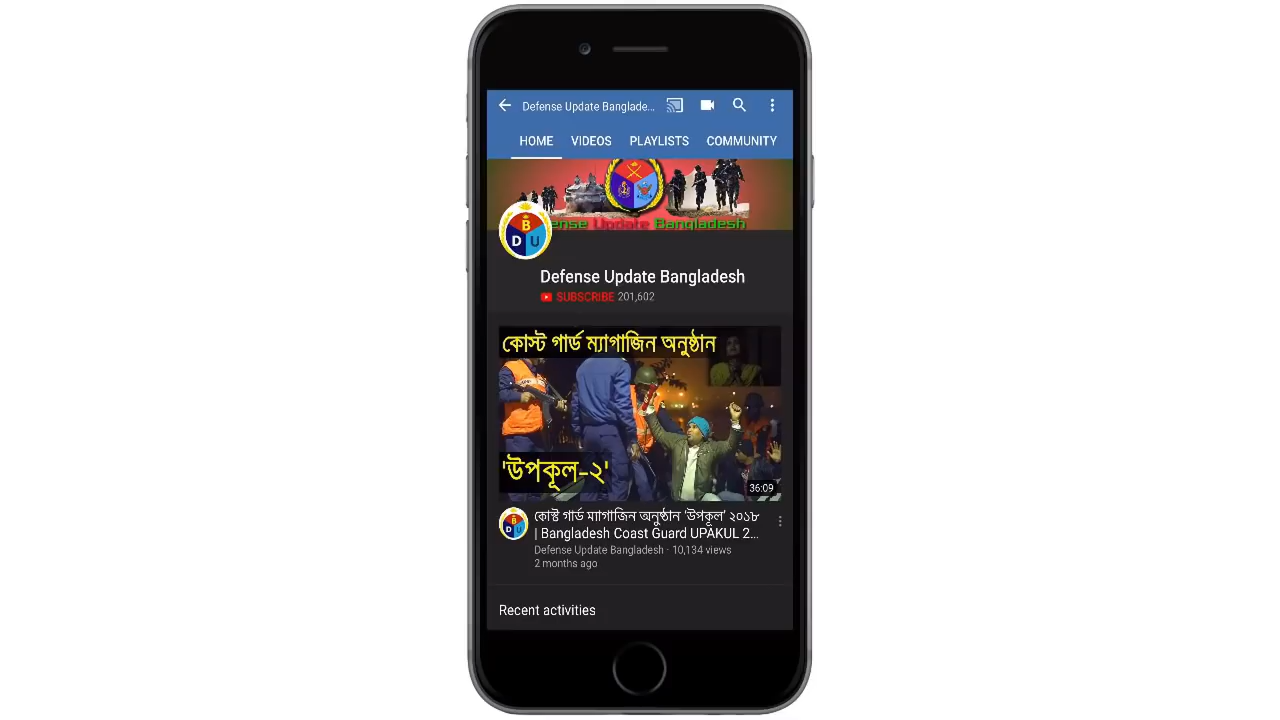 Defense Update Banglade...
HOME VIDEOS PLAYLISTS COMMUNITY
ense Update Bangladesh
B
D U
Defense Update Bangladesh
SUBSCRIBE 201,602
কোস্ট গার্ড ম্যাগাজিন অনুষ্ঠান
'উপকূল-২'
36:09
B
D U
কোস্ট গার্ড ম্যাগাজিন অনুষ্ঠান 'উপকূল' ২০১৮
| Bangladesh Coast Guard UPAKUL 2...
Defense Update Bangladesh · 10,134 views
2 months ago
Recent activities